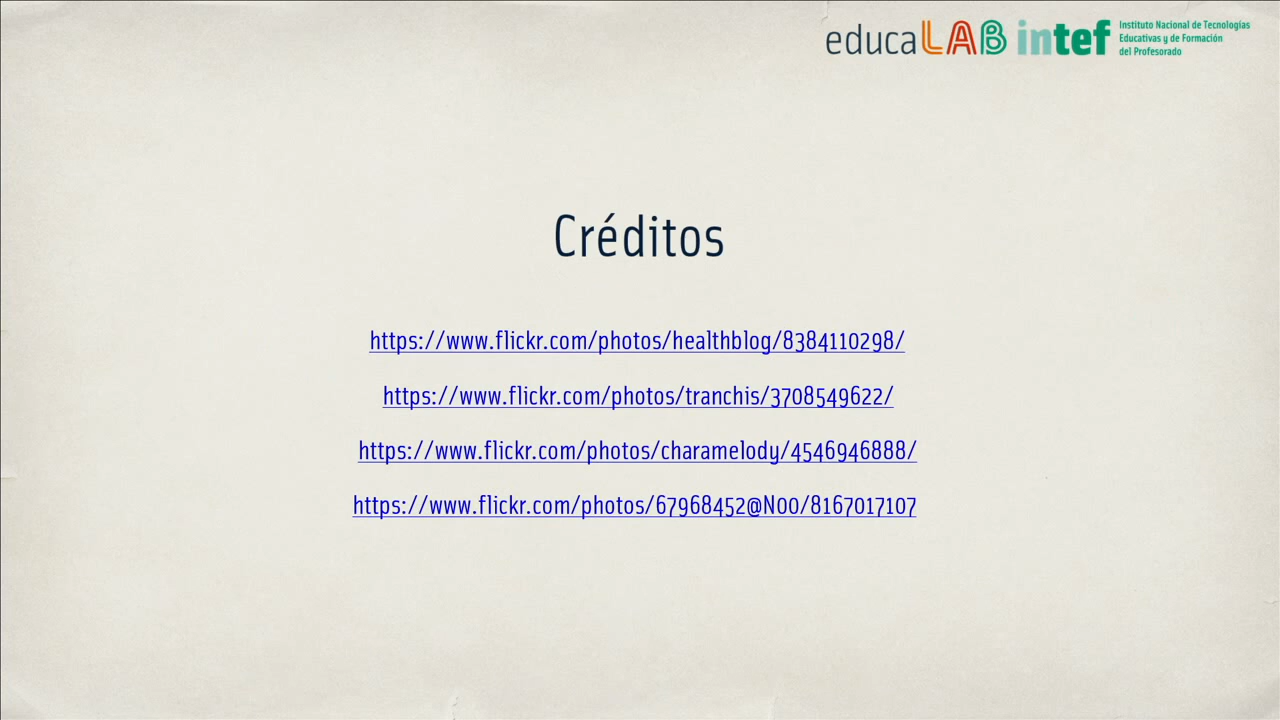 educaLAB intef Instituto Nacional de Tecnologías
Educativas y de Formación
del Profesorado
Créditos
https://www.flickr.com/photos/healthblog/8384110298/
https://www.flickr.com/photos/tranchis/3708549622/
https://www.flickr.com/photos/charamelody/4546946888/
https://www.flickr.com/photos/67968452@N00/8167017107